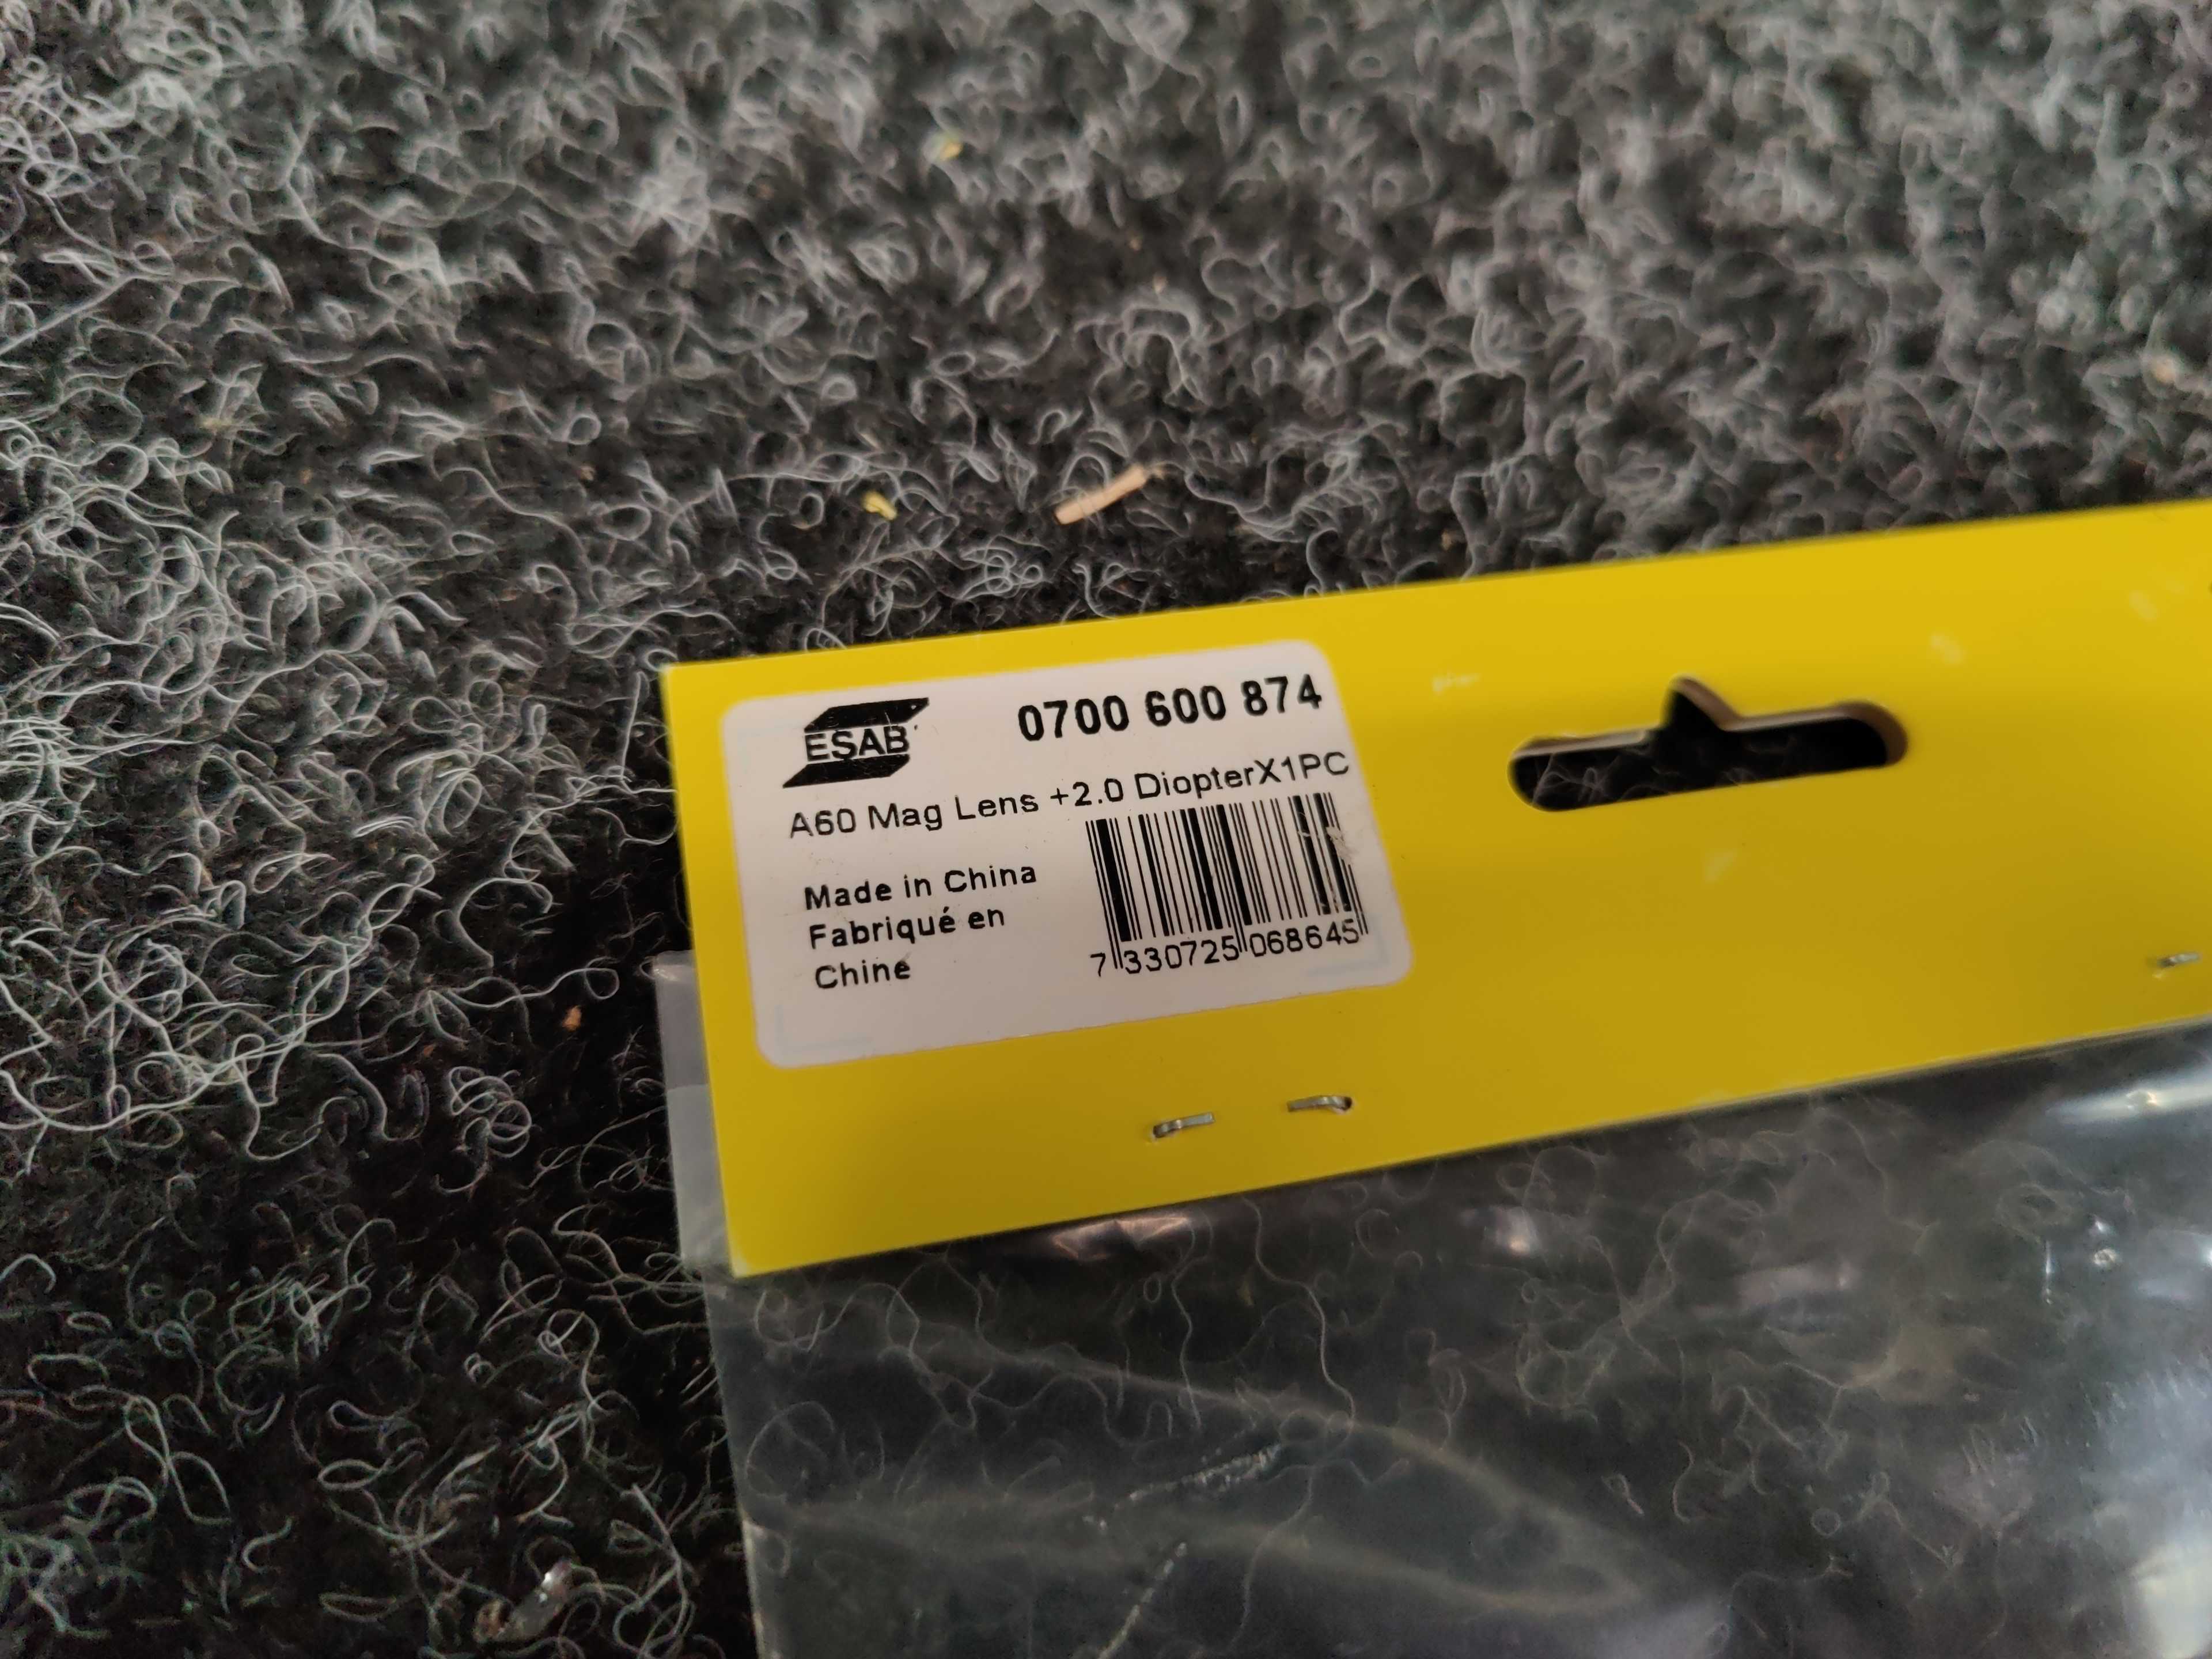 ESAB
0700 600 874
A60 Mag Lens +2.0 DiopterX1PC
Made in China
Fabriqué en
Chine
7 330725 068645